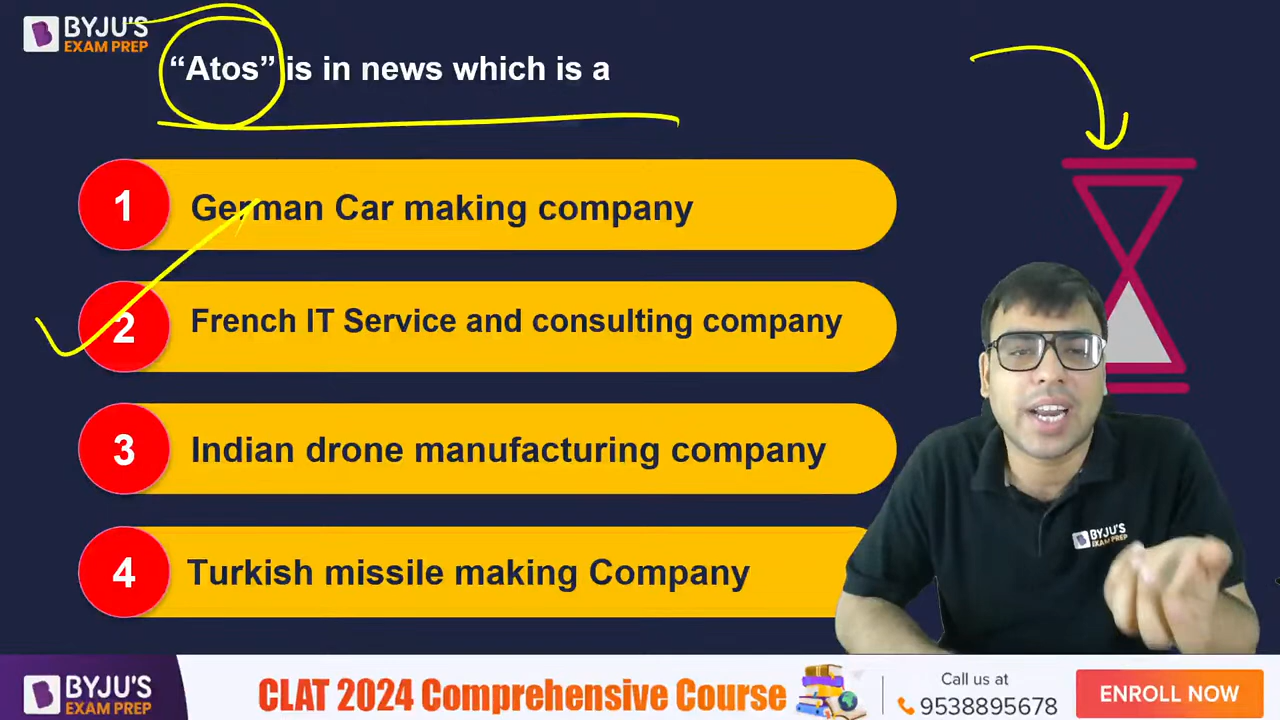 BYJU'S
EXAM PREP
“Atos” is in news which is a
1 German Car making company
2 French IT Service and consulting company
3 Indian drone manufacturing company
4 Turkish missile making Company
BYJU'S
EXAM PREP
BYJU'S
EXAM PREP
CLAT 2024 Comprehensive Course
Call us at
9538895678
ENROLL NOW